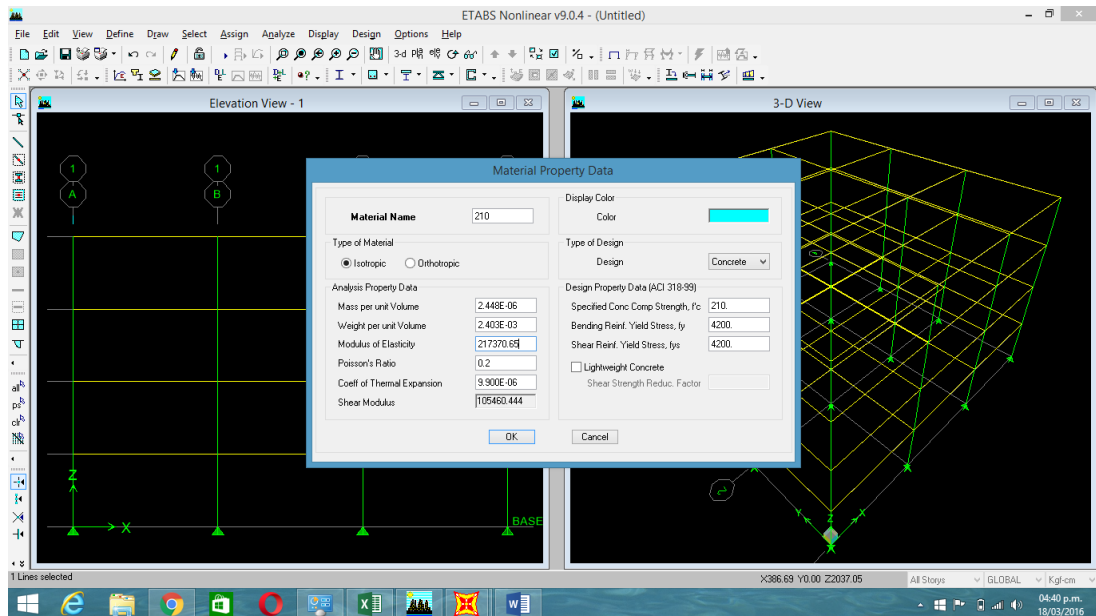 ETABS Nonlinear v9.0.4 - (Untitled)
File Edit View Define Draw Select Assign Analyze Display Design Options Help
3-d
Elevation View - 1
3-D View
1
A
1
B
Z
X
BASE
Material Property Data
Material Name 210
Type of Material
Isotropic Orthotropic
Analysis Property Data
Mass per unit Volume 2.448E-06
Weight per unit Volume 2.403E-03
Modulus of Elasticity 217370.65
Poisson's Ratio 0.2
Coeff of Thermal Expansion 9.900E-06
Shear Modulus 105460.444
Display Color
Color
Type of Design
Design Concrete
Design Property Data (ACI 318-99)
Specified Conc Comp Strength, f'c 210.
Bending Reinf. Yield Stress, fy 4200.
Shear Reinf. Yield Stress, fys 4200.
Lightweight Concrete
Shear Strength Reduc. Factor
OK Cancel
2
Y Z X
all
ps
clr
1 Lines selected
X386.69 Y0.00 Z2037.05
All Storys GLOBAL Kgf-cm
04:40 p.m.
18/03/2016